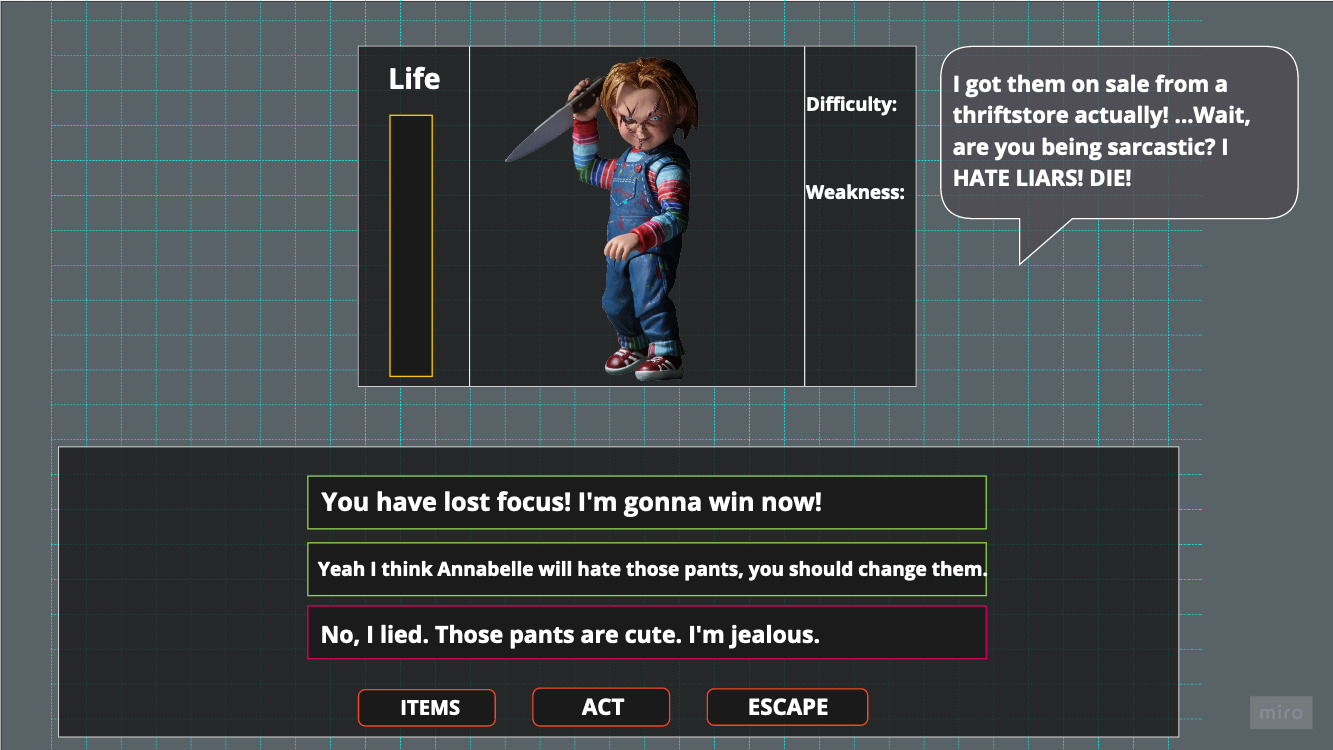 Life
Difficulty:
Weakness:
I got them on sale from a
thriftstore actually! ...Wait,
are you being sarcastic? I
HATE LIARS! DIE!
You have lost focus! I'm gonna win now!
Yeah I think Annabelle will hate those pants, you should change them.
No, I lied. Those pants are cute. I'm jealous.
ITEMS
ACT
ESCAPE
miro